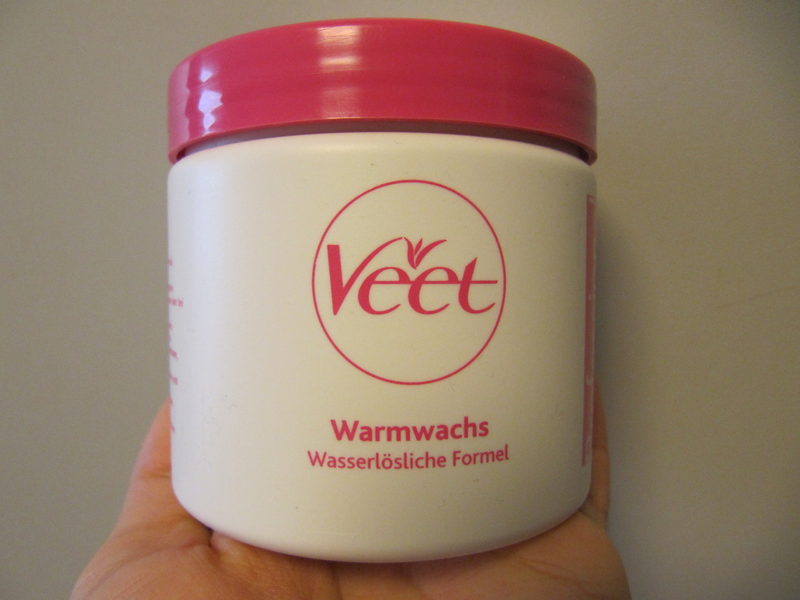 Veet
Warmwachs
Wasserlösliche Formel